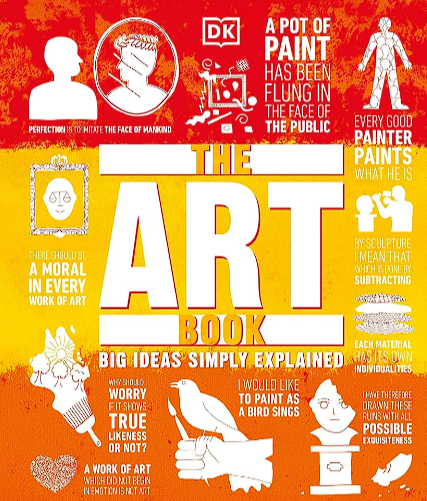 DK
A POT OF
PAINT
HAS BEEN
FLUNG IN
THE FACE OF
THE PUBLIC
PERFECTION IS TO IMITATE THE FACE OF MANKIND
EVERY GOOD
PAINTER
PAINTS
WHAT HE IS
THE
ART
BOOK
BIG IDEAS SIMPLY EXPLAINED
THERE SHOULD BE
A MORAL
IN EVERY
WORK OF ART
BY SCULPTURE
I MEAN THAT
WHICH IS DONE BY
SUBTRACTING
EACH MATERIAL
HAS ITS OWN
INDIVIDUALITIES
WHY SHOULD I
WORRY
IF IT SHOWS
TRUE
LIKENESS
OR NOT?
I WOULD LIKE
TO PAINT AS
A BIRD SINGS
I HAVE THEREFORE
DRAWN THESE
RUINS WITH ALL
POSSIBLE
EXQUISITENESS
A WORK OF ART
WHICH DID NOT BEGIN
IN EMOTION IS NOT ART